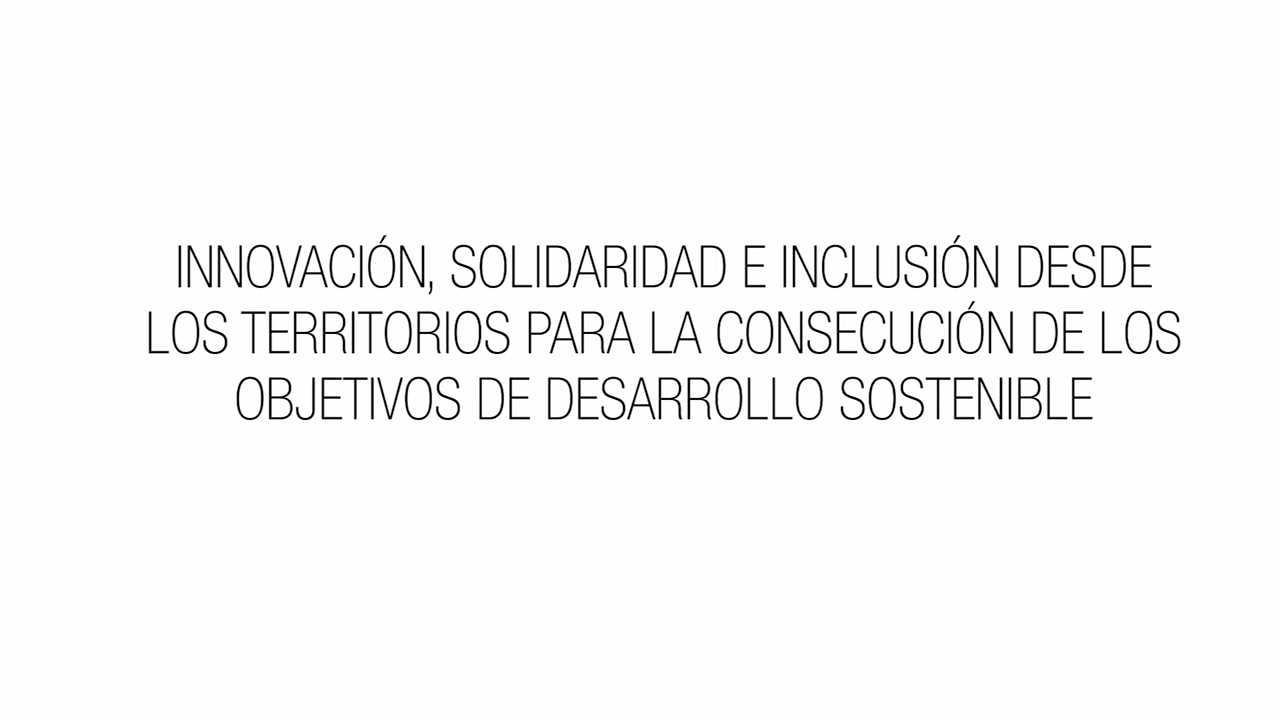 INNOVACIÓN, SOLIDARIDAD E INCLUSIÓN DESDE
LOS TERRITORIOS PARA LA CONSECUCIÓN DE LOS
OBJETIVOS DE DESARROLLO SOSTENIBLE